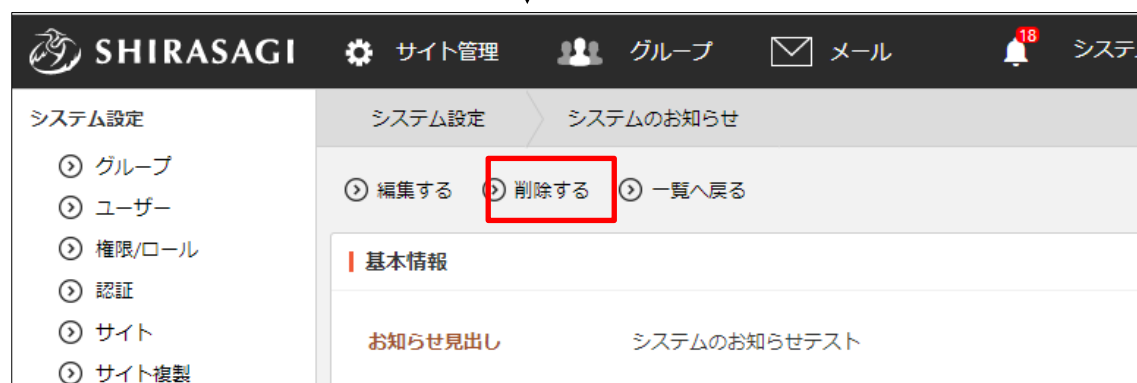 SHIRASAGI サイト管理 グループ メール 18 システ
システム設定
グループ
ユーザー
権限/ロール
認証
サイト
サイト複製
システム設定 システムのお知らせ
編集する 削除する 一覧へ戻る
基本情報
お知らせ見出し システムのお知らせテスト